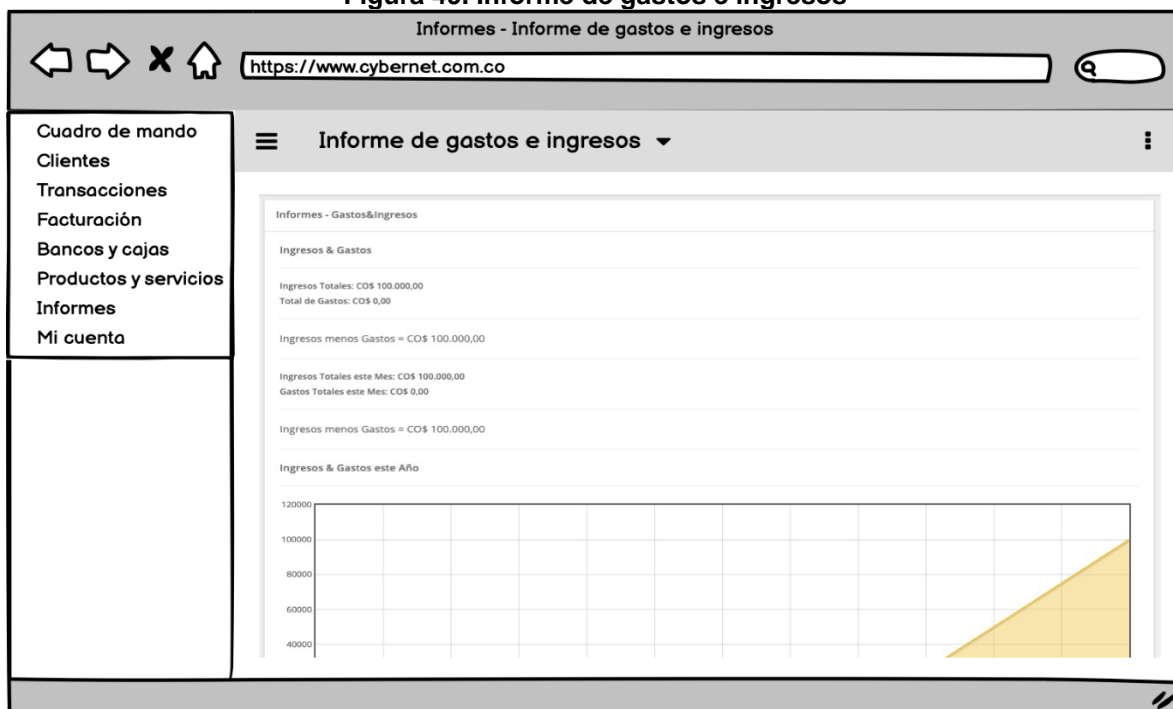 Informes - Informe de gastos e ingresos
https://www.cybernet.com.co
Cuadro de mando
Clientes
Transacciones
Facturación
Bancos y cajas
Productos y servicios
Informes
Mi cuenta
Informe de gastos e ingresos
Informes - Gastos&Ingresos
Ingresos & Gastos
Ingresos Totales: CO$ 100.000,00
Total de Gastos: CO$ 0,00
Ingresos menos Gastos = CO$ 100.000,00
Ingresos Totales este Mes: CO$ 100.000,00
Gastos Totales este Mes: CO$ 0,00
Ingresos menos Gastos = CO$ 100.000,00
Ingresos & Gastos este Año
120000
100000
80000
60000
40000